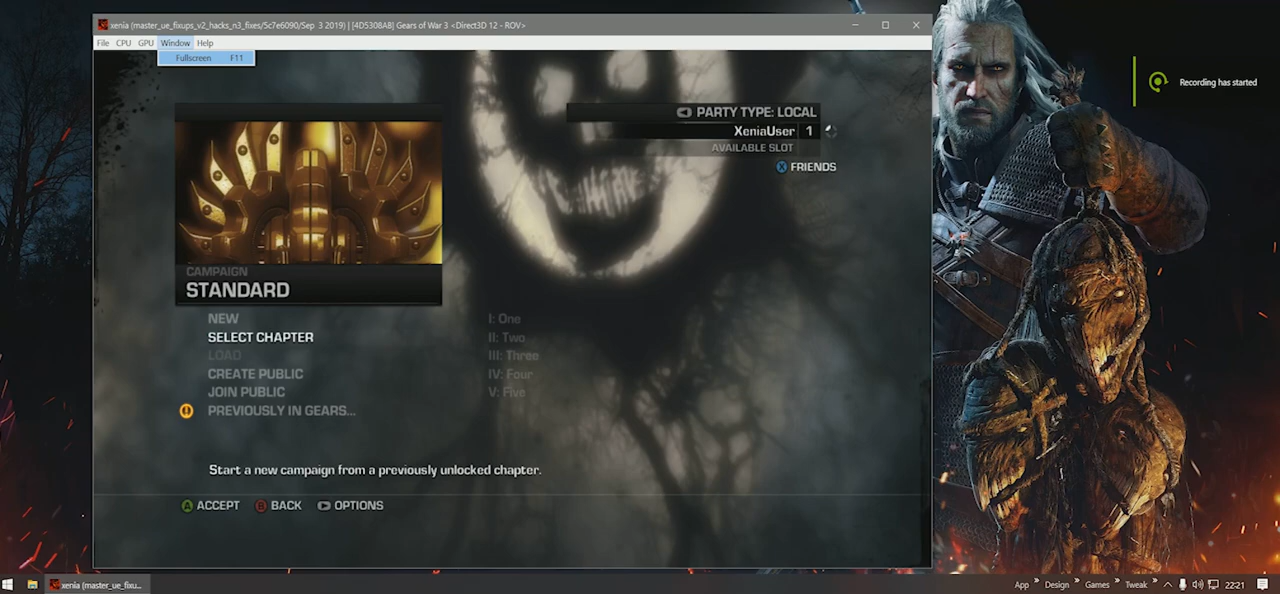 xenia (master_ue_fixups_v2_hacks_n3_fixes/5c7e6090/Sep 3 2019) | [4D5308AB] Gears of War 3 <Direct3D 12 - ROV>
File CPU GPU Window Help
Fullscreen F11
Recording has started
PARTY TYPE: LOCAL
XeniaUser 1
AVAILABLE SLOT
X FRIENDS
CAMPAIGN
STANDARD
NEW
SELECT CHAPTER
LOAD
CREATE PUBLIC
JOIN PUBLIC
PREVIOUSLY IN GEARS...
I: One
II: Two
III: Three
IV: Four
V: Five
Start a new campaign from a previously unlocked chapter.
A ACCEPT B BACK OPTIONS
xenia (master_ue_fixu...
App » Design » Games » Tweak » 22:21